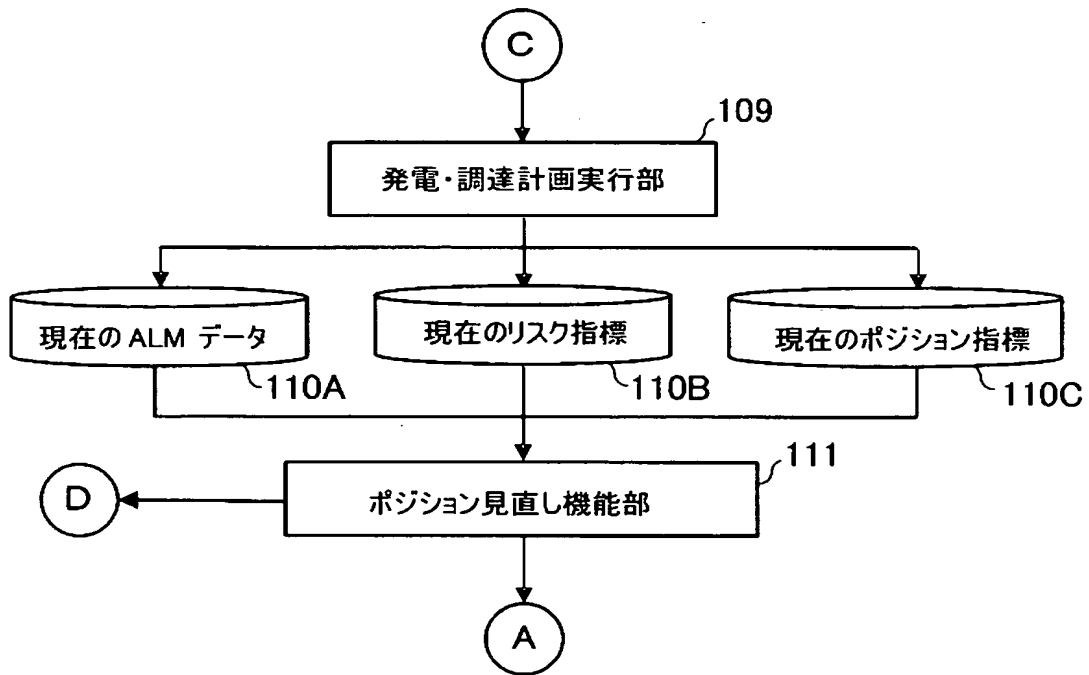 C
109
発電・調達計画実行部
現在の ALM データ
現在のリスク指標
現在のポジション指標
110A
110B
110C
111
D
ポジション見直し機能部
A